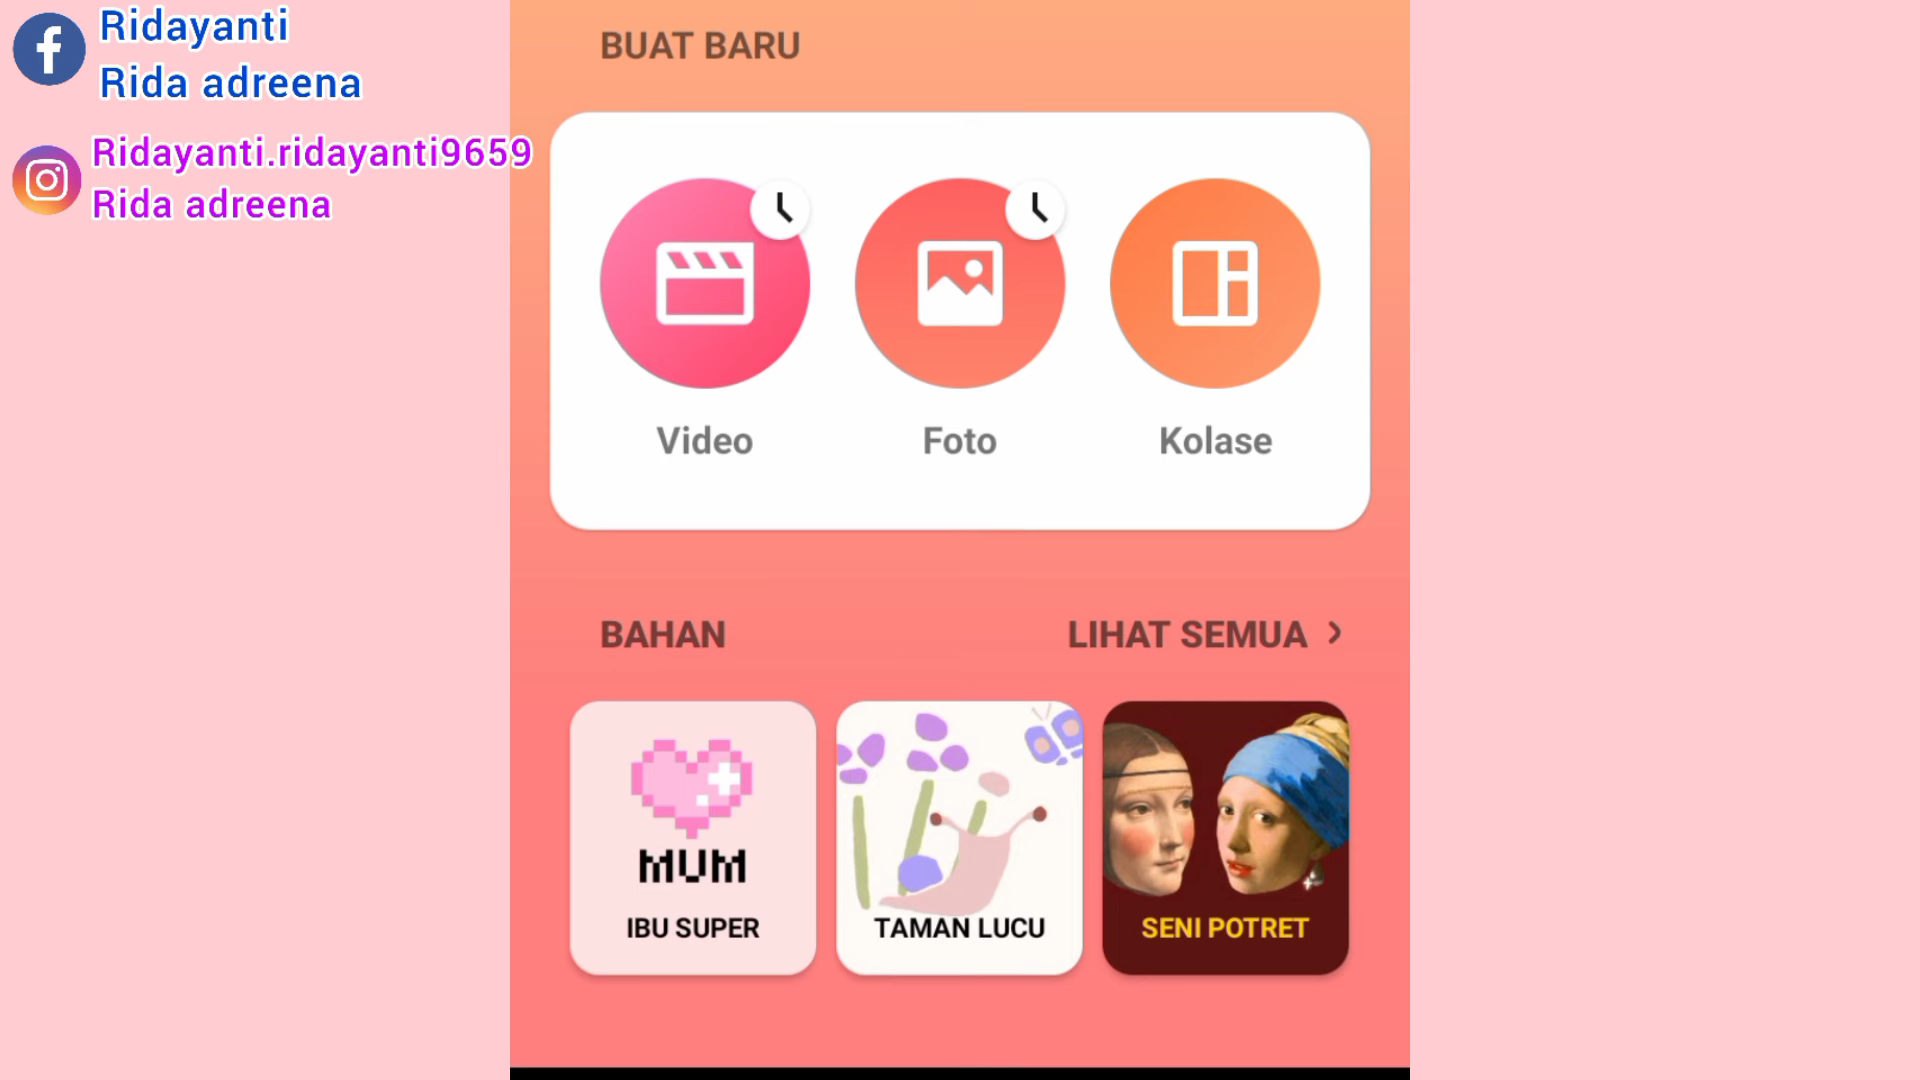 Ridayanti
Rida adreena
Ridayanti.ridayanti9659
Rida adreena
BUAT BARU
Video
Foto
Kolase
BAHAN
LIHAT SEMUA
MUM
IBU SUPER
TAMAN LUCU
SENI POTRET